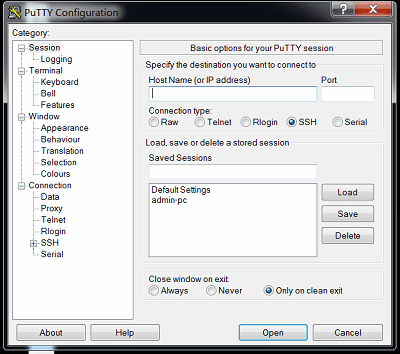 PuTTY Configuration
Category:
Session
Logging
Terminal
Keyboard
Bell
Features
Window
Appearance
Behaviour
Translation
Selection
Colours
Connection
Data
Proxy
Telnet
Rlogin
SSH
Serial
Basic options for your PuTTY session
Specify the destination you want to connect to
Host Name (or IP address) Port
Connection type:
Raw Telnet Rlogin SSH Serial
Load, save or delete a stored session
Saved Sessions
Default Settings
admin-pc
Load
Save
Delete
Close window on exit:
Always Never Only on clean exit
About Help Open Cancel